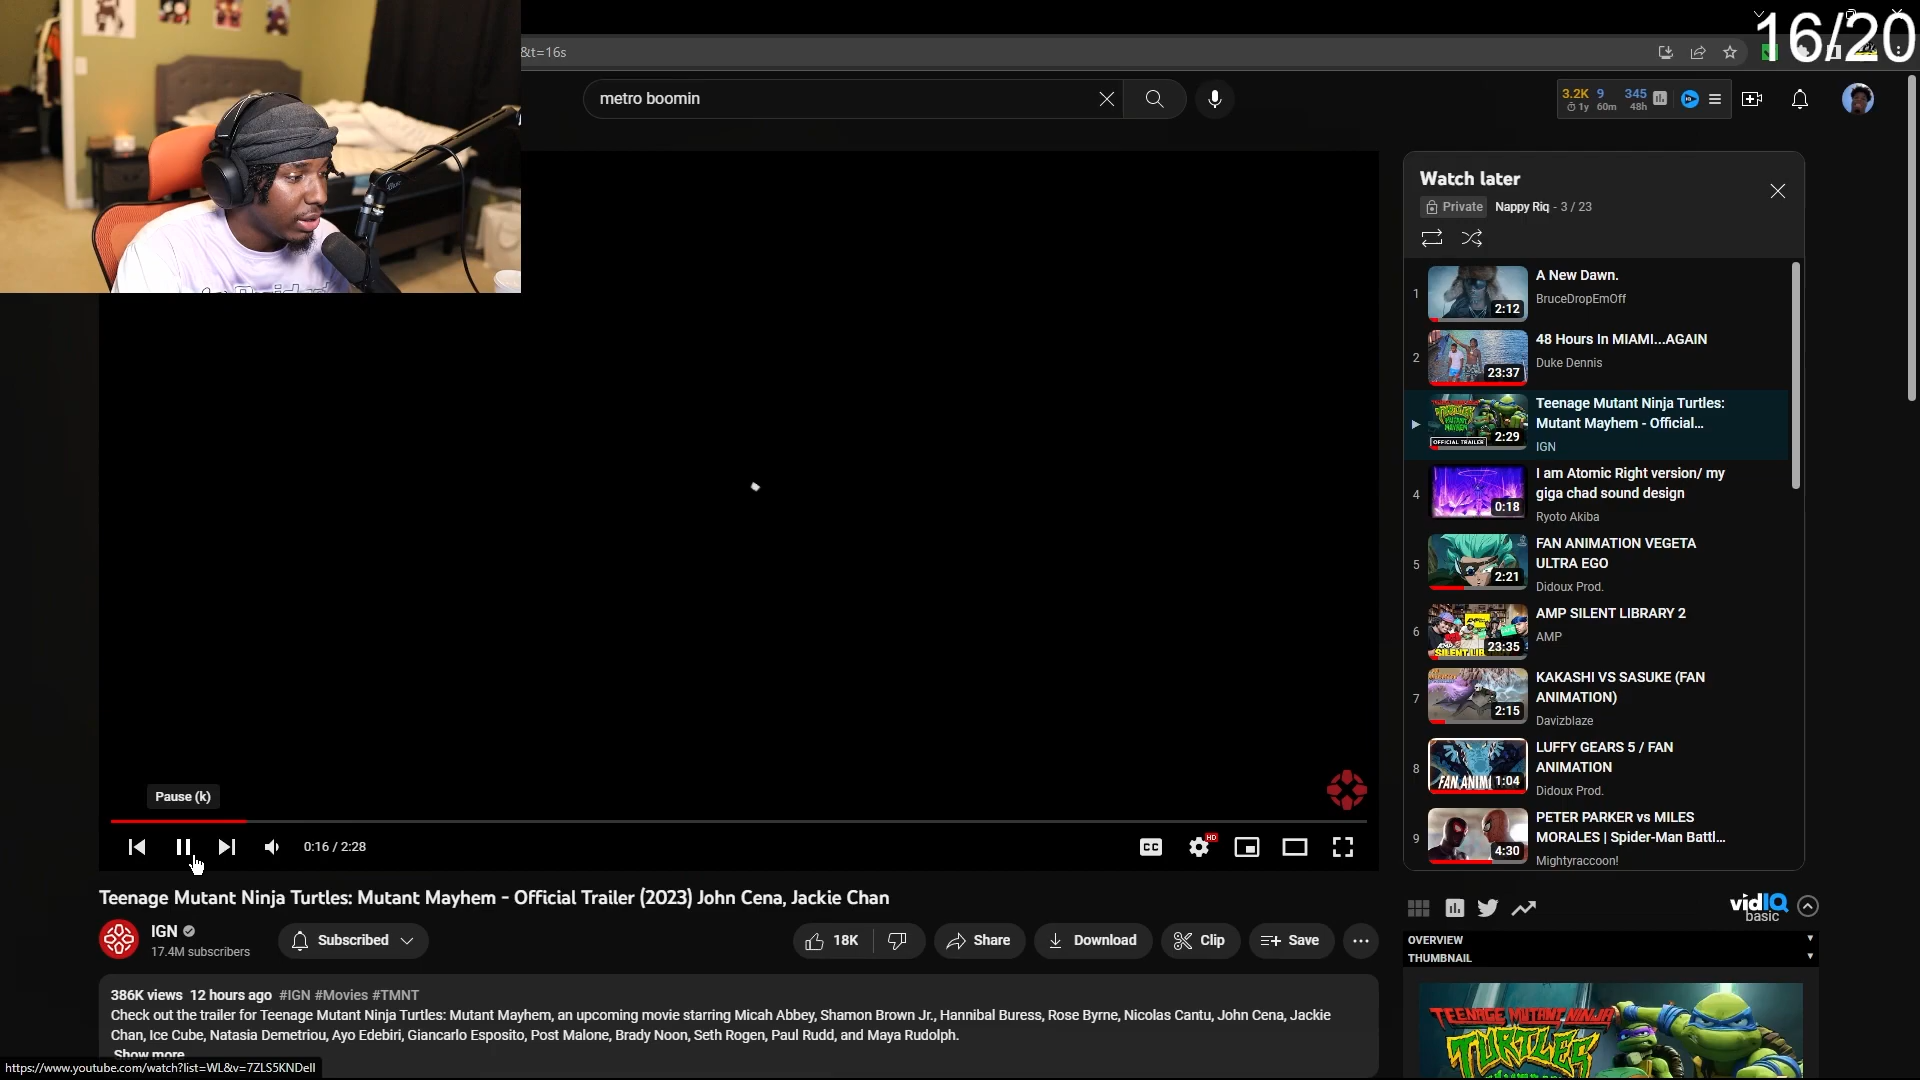 16/20
&t=16s
metro boomin
3.2K 9 345
1y 60m 48h
Watch later
Private Nappy Riq - 3 / 23
1
A New Dawn.
BruceDropEmOff
2:12
2
48 Hours In MIAMI...AGAIN
Duke Dennis
23:37
Teenage Mutant Ninja Turtles:
Mutant Mayhem - Official...
IGN
OFFICIAL TRAILER
2:29
4
I am Atomic Right version/ my
giga chad sound design
Ryoto Akiba
0:18
5
FAN ANIMATION VEGETA
ULTRA EGO
Didoux Prod.
2:21
6
AMP SILENT LIBRARY 2
AMP
23:35
7
KAKASHI VS SASUKE (FAN
ANIMATION)
Davizblaze
2:15
8
LUFFY GEARS 5 / FAN
ANIMATION
Didoux Prod.
1:04
9
PETER PARKER vs MILES
MORALES | Spider-Man Battl...
Mightyraccoon!
4:30
Pause (k)
0:16 / 2:28
CC
HD
Teenage Mutant Ninja Turtles: Mutant Mayhem - Official Trailer (2023) John Cena, Jackie Chan
IGN
17.4M subscribers
Subscribed
18K
Share
Download
Clip
Save
386K views 12 hours ago #IGN #Movies #TMNT
Check out the trailer for Teenage Mutant Ninja Turtles: Mutant Mayhem, an upcoming movie starring Micah Abbey, Shamon Brown Jr., Hannibal Buress, Rose Byrne, Nicolas Cantu, John Cena, Jackie
Chan, Ice Cube, Natasia Demetriou, Ayo Edebiri, Giancarlo Esposito, Post Malone, Brady Noon, Seth Rogen, Paul Rudd, and Maya Rudolph.
Show more
https://www.youtube.com/watch?list=WL&v=7ZLS5KNDeII
vidIQ
basic
OVERVIEW
THUMBNAIL
TEENAGE MUTANT NINJA
TURTLES